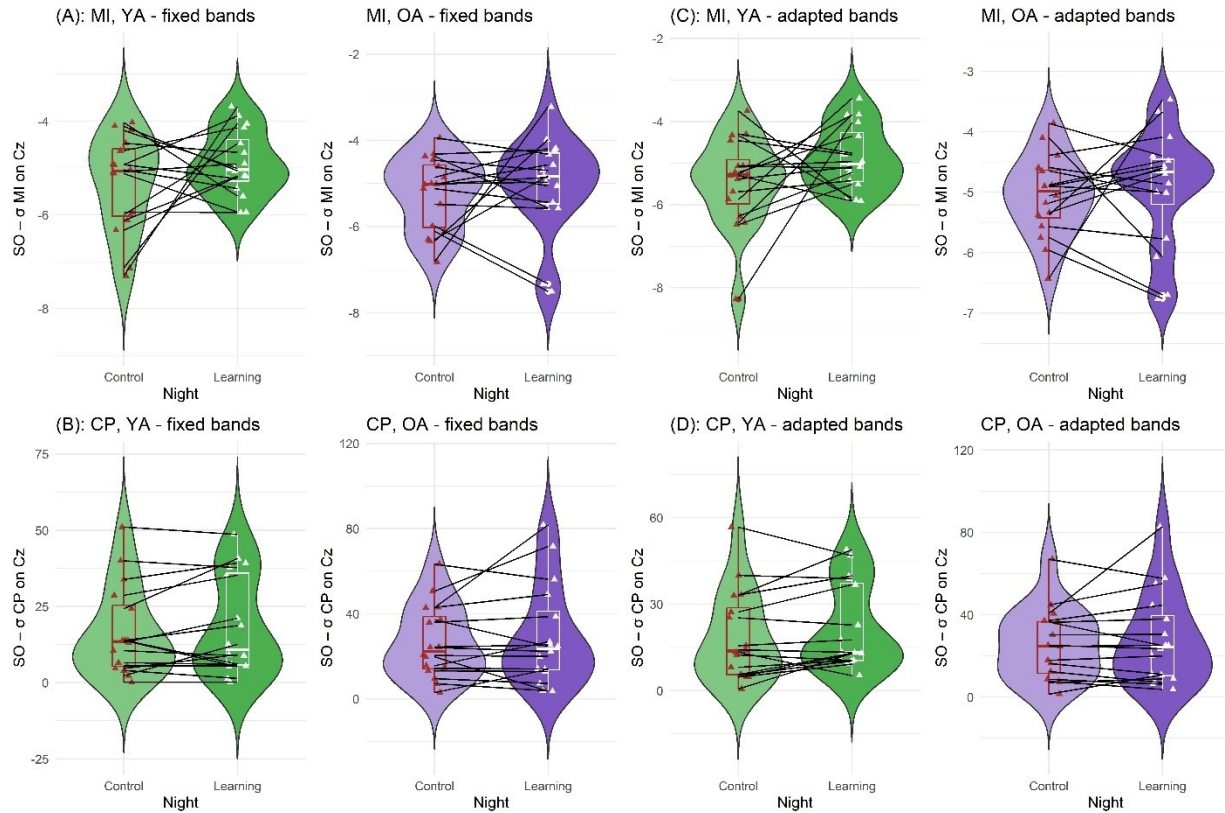 (A): MI, YA - fixed bands
SO – σ MI on Cz
-4
-6
-8
Control
Learning
Night
MI, OA - fixed bands
SO – σ MI on Cz
-2
-4
-6
-8
Control
Learning
Night
(C): MI, YA - adapted bands
SO – σ MI on Cz
-2
-4
-6
-8
Control
Learning
Night
MI, OA - adapted bands
SO – σ MI on Cz
-3
-4
-5
-6
-7
Control
Learning
Night
(B): CP, YA - fixed bands
SO – σ CP on Cz
75
50
25
0
-25
Control
Learning
Night
CP, OA - fixed bands
SO – σ CP on Cz
120
80
40
0
Control
Learning
Night
(D): CP, YA - adapted bands
SO – σ CP on Cz
60
30
0
Control
Learning
Night
CP, OA - adapted bands
SO – σ CP on Cz
120
80
40
0
Control
Learning
Night